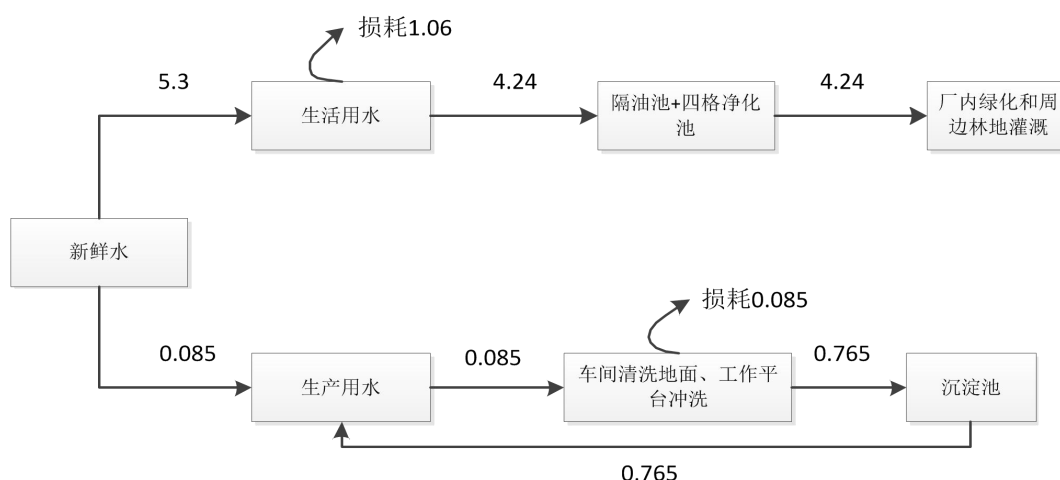 损耗1.06
5.3
4.24
4.24
生活用水
隔油池+四格净化
池
厂内绿化和周
边林地灌溉
新鲜水
损耗0.085
0.085
0.085
0.765
生产用水
车间清洗地面、工作平
台冲洗
沉淀池
0.765